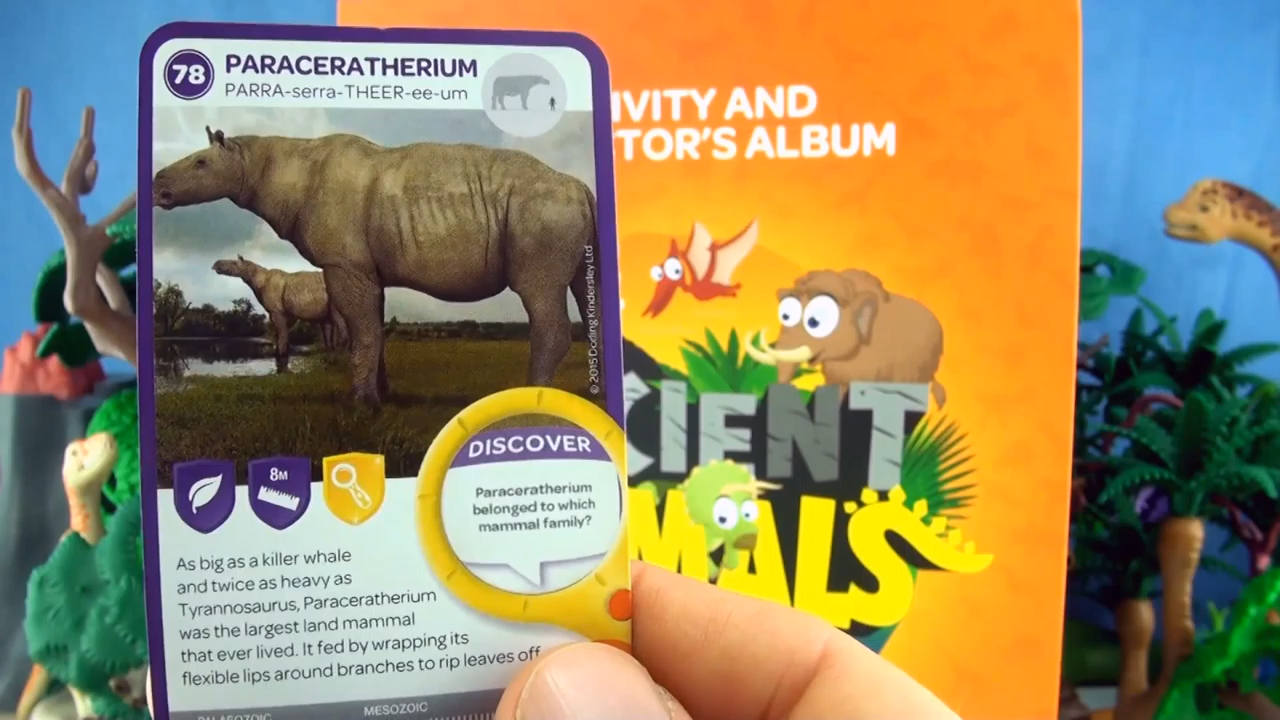 78
PARACERATHERIUM
PARRA-serra-THEER-ee-um
© 2015 Dorling Kindersley Ltd
DISCOVER
Paraceratherium
belonged to which
mammal family?
8M
As big as a killer whale
and twice as heavy as
Tyrannosaurus, Paraceratherium
was the largest land mammal
that ever lived. It fed by wrapping its
flexible lips around branches to rip leaves off
PALAEOZOIC
MESOZOIC
IVITY AND
TOR'S ALBUM
CIENT
MALS